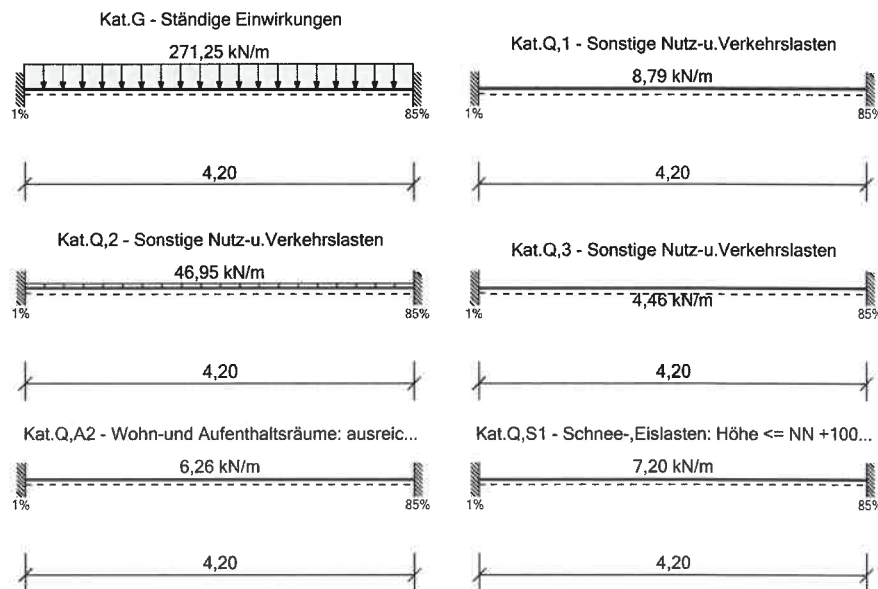 Kat.G - Ständige Einwirkungen
271,25 kN/m
1%
85%
4,20
Kat.Q,1 - Sonstige Nutz-u.Verkehrslasten
8,79 kN/m
1%
85%
4,20
Kat.Q,2 - Sonstige Nutz-u.Verkehrslasten
46,95 kN/m
1%
85%
4,20
Kat.Q,3 - Sonstige Nutz-u.Verkehrslasten
4,46 kN/m
1%
85%
4,20
Kat.Q,A2 - Wohn-und Aufenthaltsräume: ausreic...
6,26 kN/m
1%
85%
4,20
Kat.Q,S1 - Schnee-,Eislasten: Höhe <= NN +100...
7,20 kN/m
1%
85%
4,20